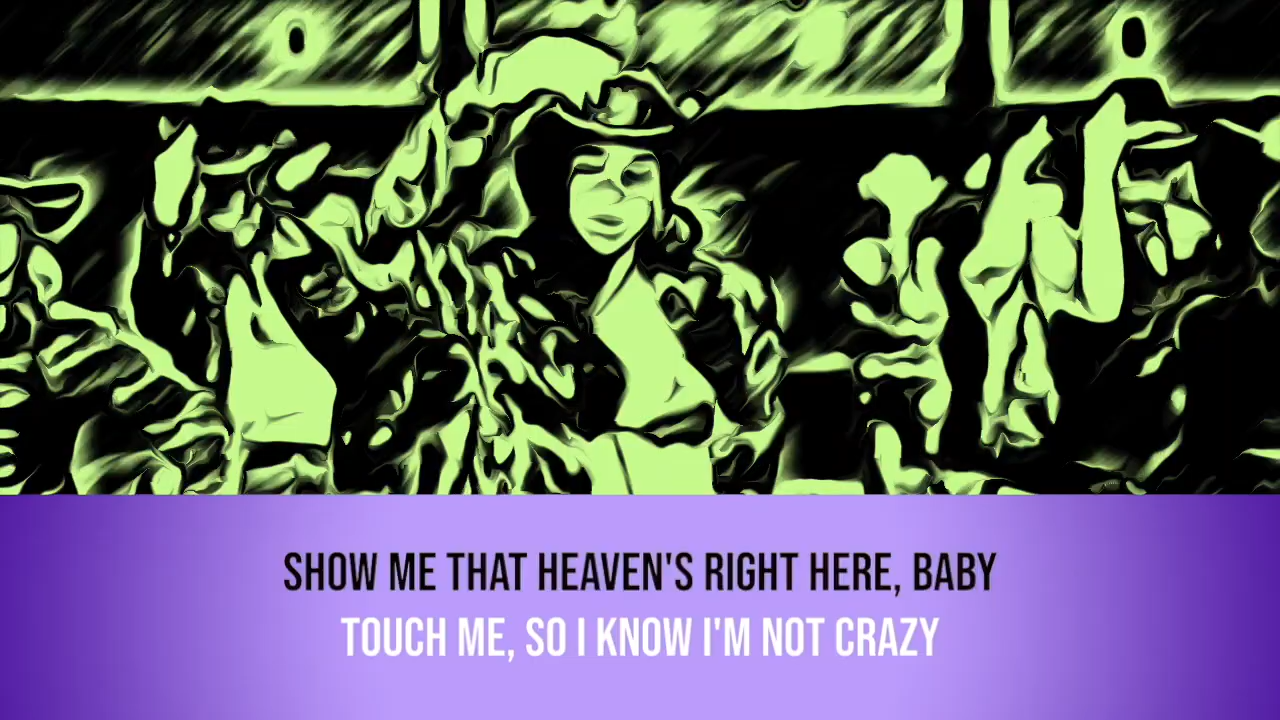 SHOW ME THAT HEAVEN'S RIGHT HERE, BABY
TOUCH ME, SO I KNOW I'M NOT CRAZY